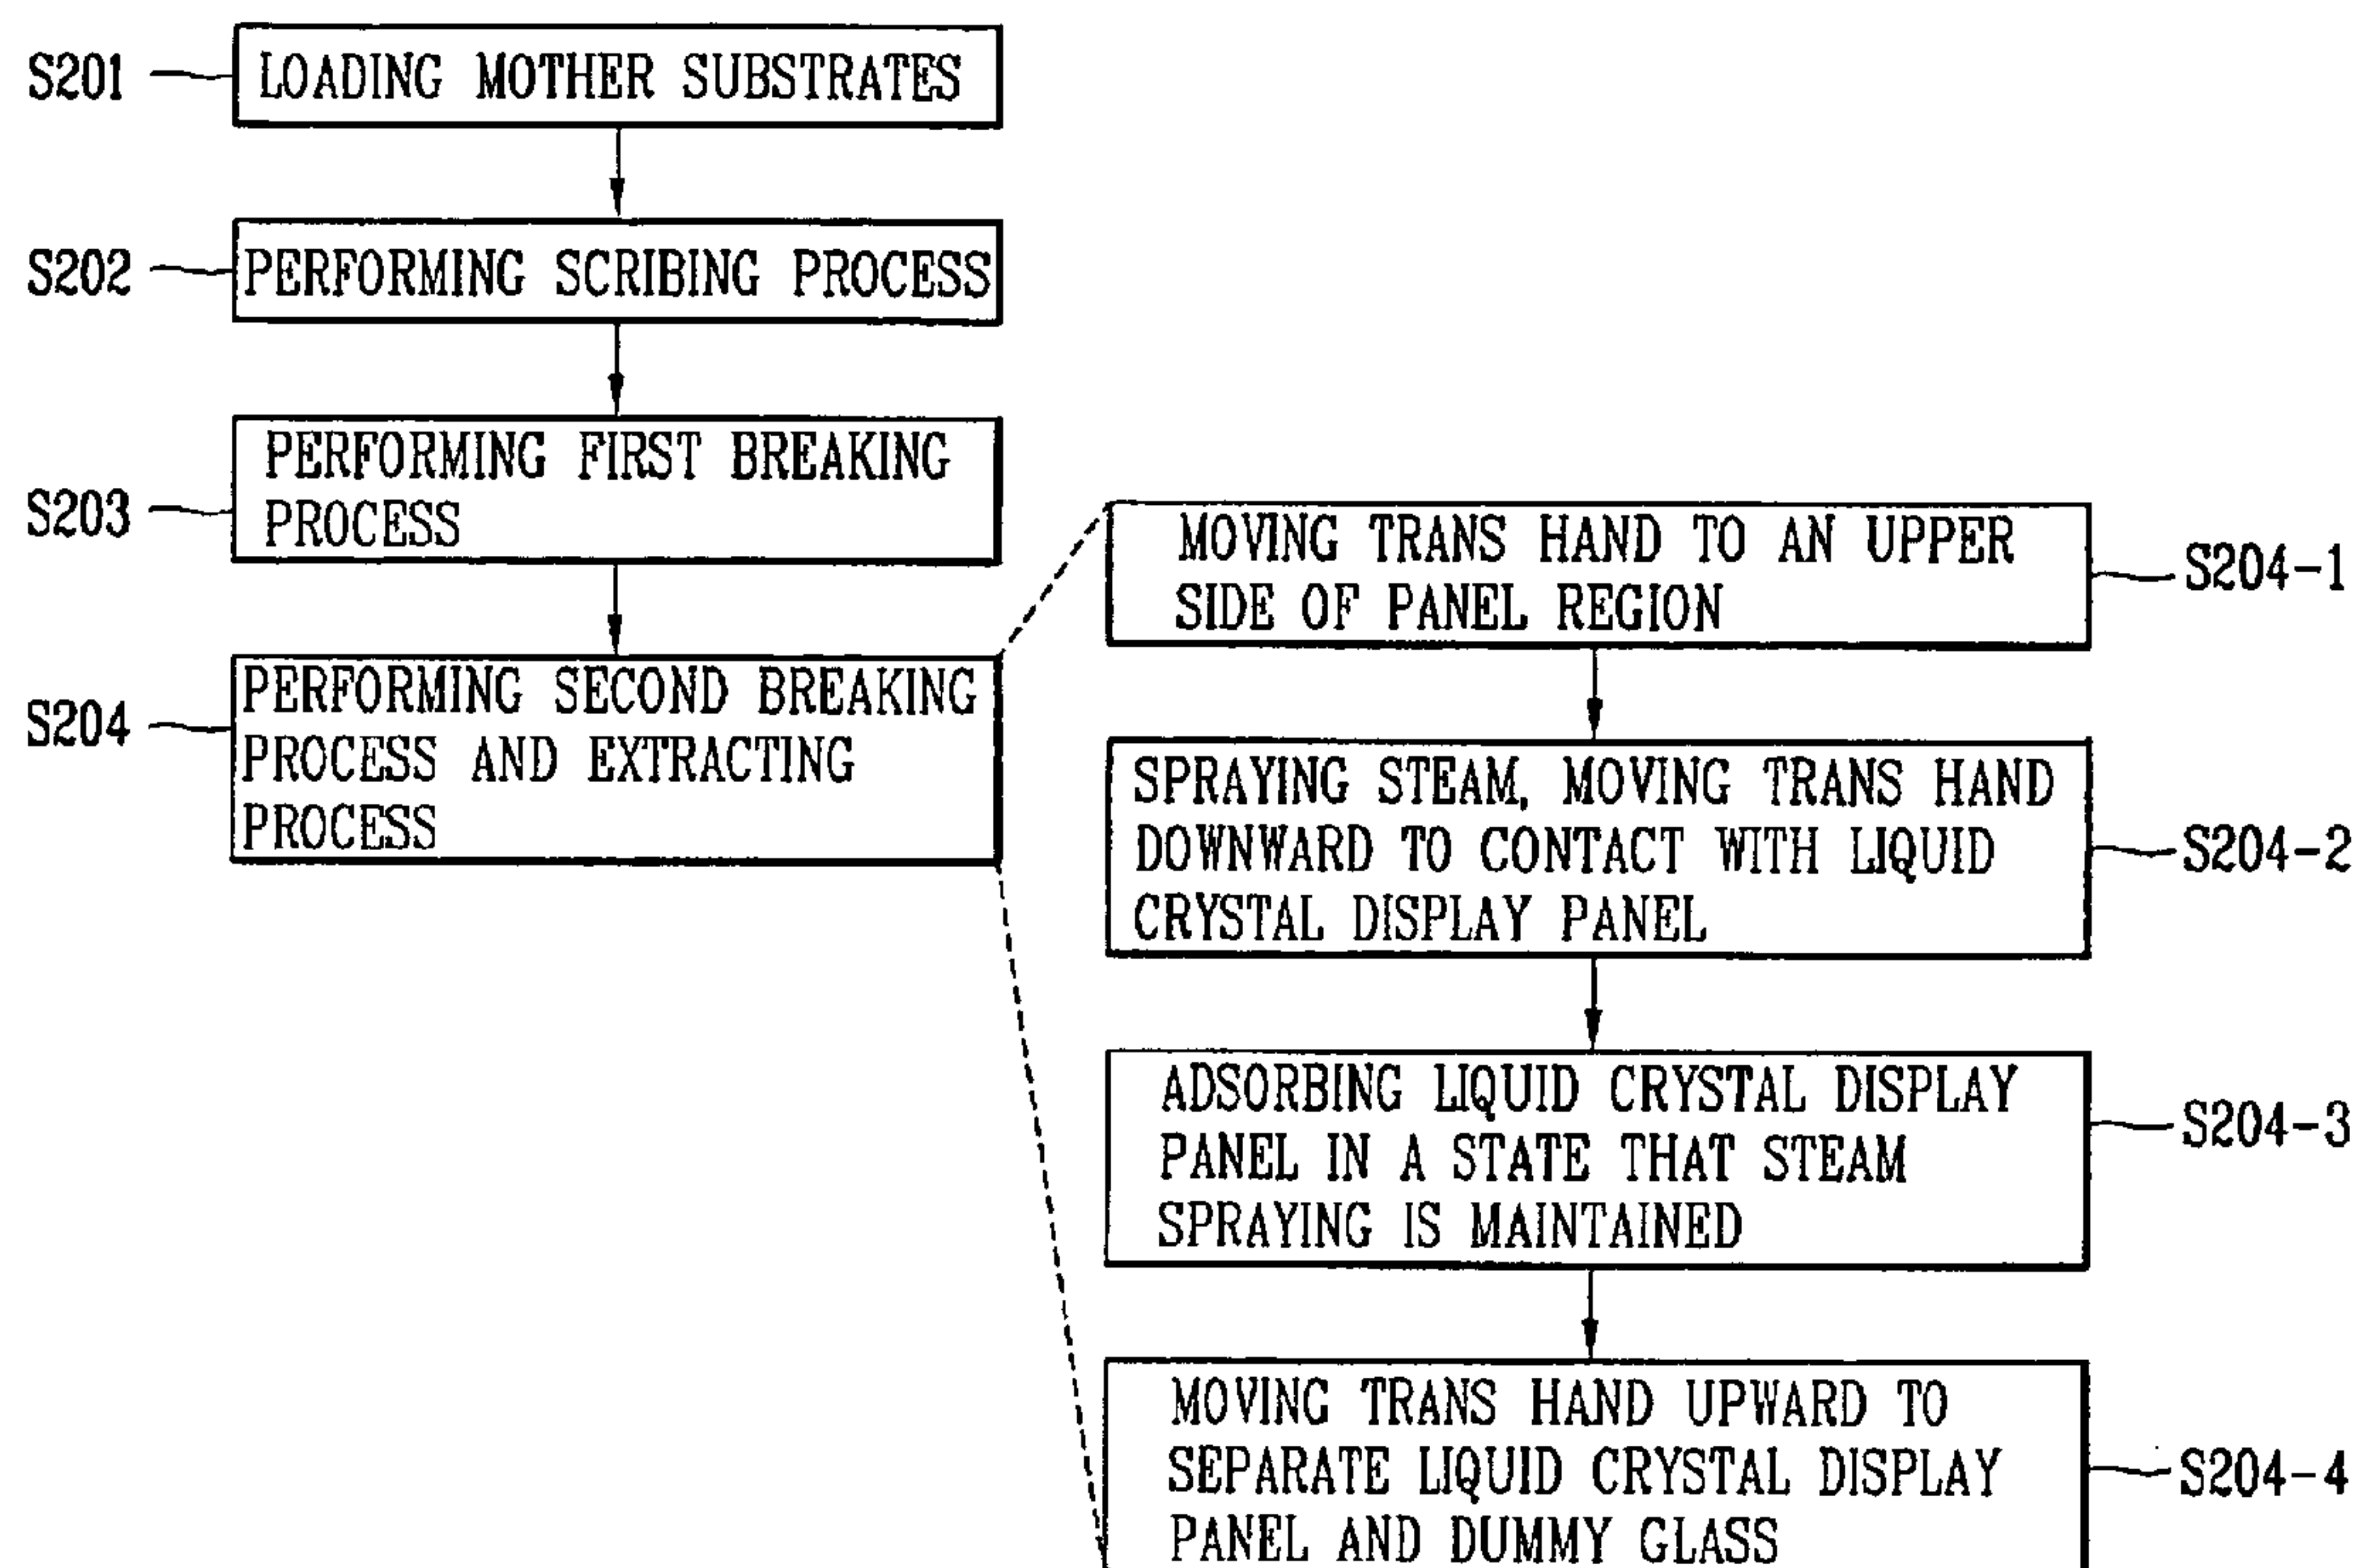 S201
LOADING MOTHER SUBSTRATES
S202
PERFORMING SCRIBING PROCESS
S203
PERFORMING FIRST BREAKING
PROCESS
S204
PERFORMING SECOND BREAKING
PROCESS AND EXTRACTING
PROCESS
MOVING TRANS HAND TO AN UPPER
SIDE OF PANEL REGION
S204-1
SPRAYING STEAM, MOVING TRANS HAND
DOWNWARD TO CONTACT WITH LIQUID
CRYSTAL DISPLAY PANEL
S204-2
ADSORBING LIQUID CRYSTAL DISPLAY
PANEL IN A STATE THAT STEAM
SPRAYING IS MAINTAINED
S204-3
MOVING TRANS HAND UPWARD TO
SEPARATE LIQUID CRYSTAL DISPLAY
PANEL AND DUMMY GLASS
S204-4